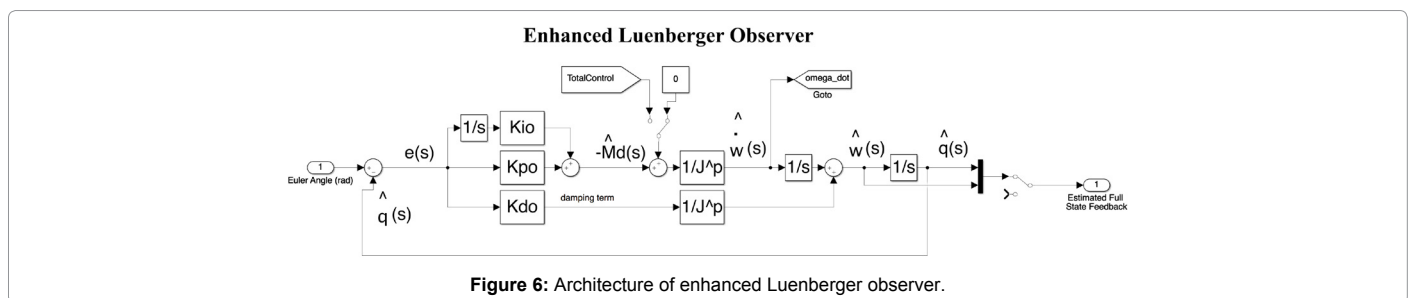 Enhanced Luenberger Observer
TotalControl
0
omega_dot
Goto
1
Euler Angle (rad)
e(s)
1/s
Kio
Kpo
Kdo
damping term
-M̂d(s)
1/J^p
1/J^p
^
.
w(s)
1/s
^
w(s)
1/s
^
q(s)
^
q(s)
1
Estimated Full
State Feedback
Figure 6: Architecture of enhanced Luenberger observer.